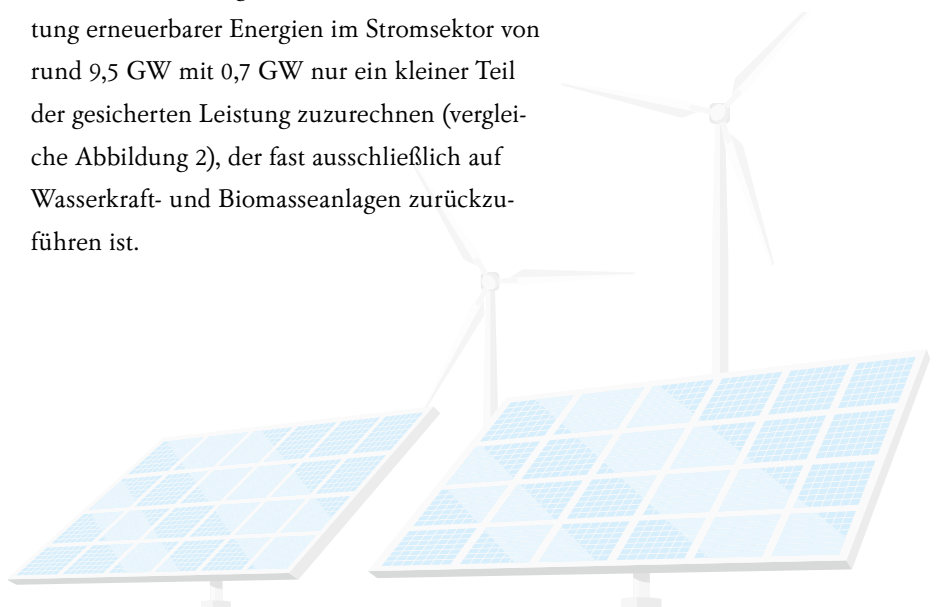 tung erneuerbarer Energien im Stromsektor von
rund 9,5 GW mit 0,7 GW nur ein kleiner Teil
der gesicherten Leistung zuzurechnen (verglei-
che Abbildung 2), der fast ausschließlich auf
Wasserkraft- und Biomasseanlagen zurückzu-
führen ist.